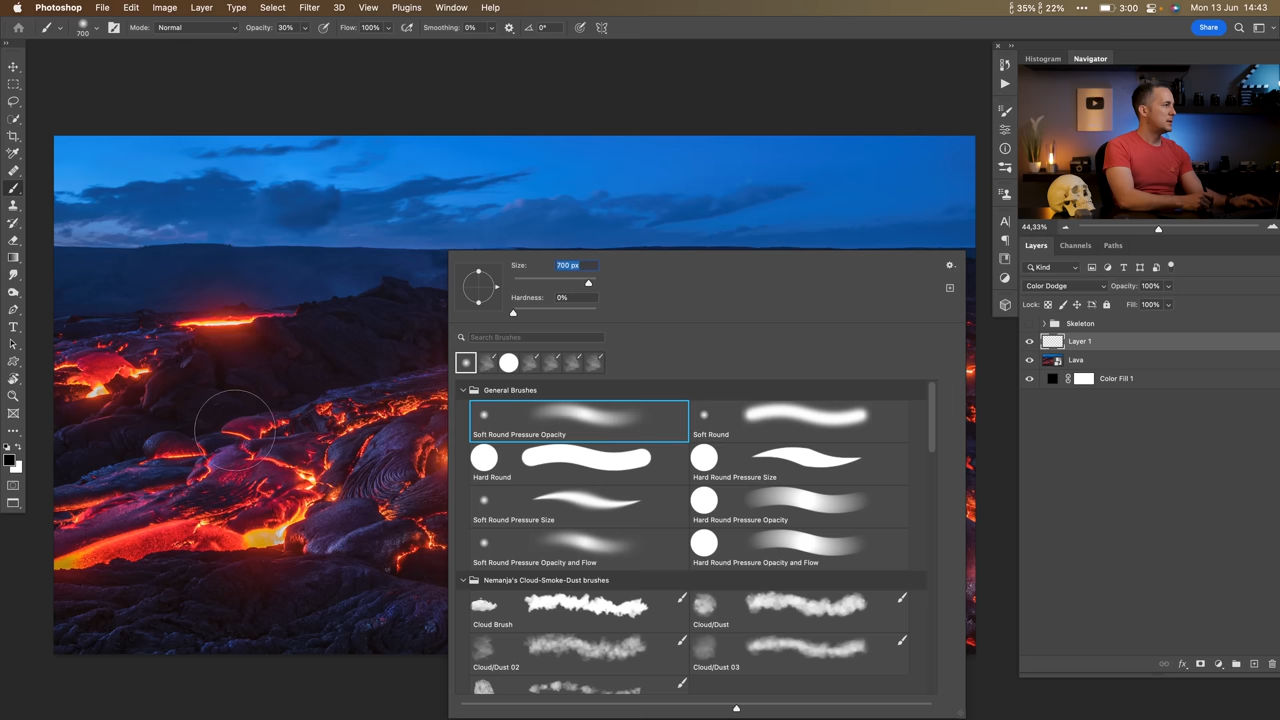 Photoshop File Edit Image Layer Type Select Filter 3D View Plugins Window Help 35% 22% 3:00 Mon 13 Jun 14:43
700 Mode: Normal Opacity: 30% Flow: 100% Smoothing: 0% 0° Share
Histogram Navigator
44,33%
Layers Channels Paths
Kind
Color Dodge Opacity: 100%
Lock: Fill: 100%
Skeleton
Layer 1
Lava
Color Fill 1
Size: 700 px
Hardness: 0%
Search Brushes
General Brushes
Soft Round Pressure Opacity
Soft Round
Hard Round
Hard Round Pressure Size
Soft Round Pressure Size
Hard Round Pressure Opacity
Soft Round Pressure Opacity and Flow
Hard Round Pressure Opacity and Flow
Nemanja's Cloud-Smoke-Dust brushes
Cloud Brush
Cloud/Dust
Cloud/Dust 02
Cloud/Dust 03